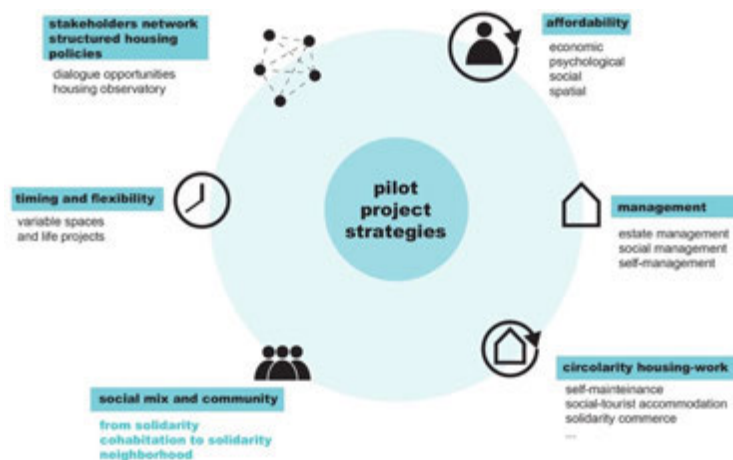 stakeholders network
structured housing
policies
dialogue opportunities
housing observatory
affordability
economic
psychological
social
spatial
pilot
project
strategies
timing and flexibility
variable spaces
and life projects
management
estate management
social management
self-management
social mix and community
from solidarity
cohabitation to solidarity
neighborhood
circolarity housing-work
self-mainteinance
social-tourist accommodation
solidarity commerce
...